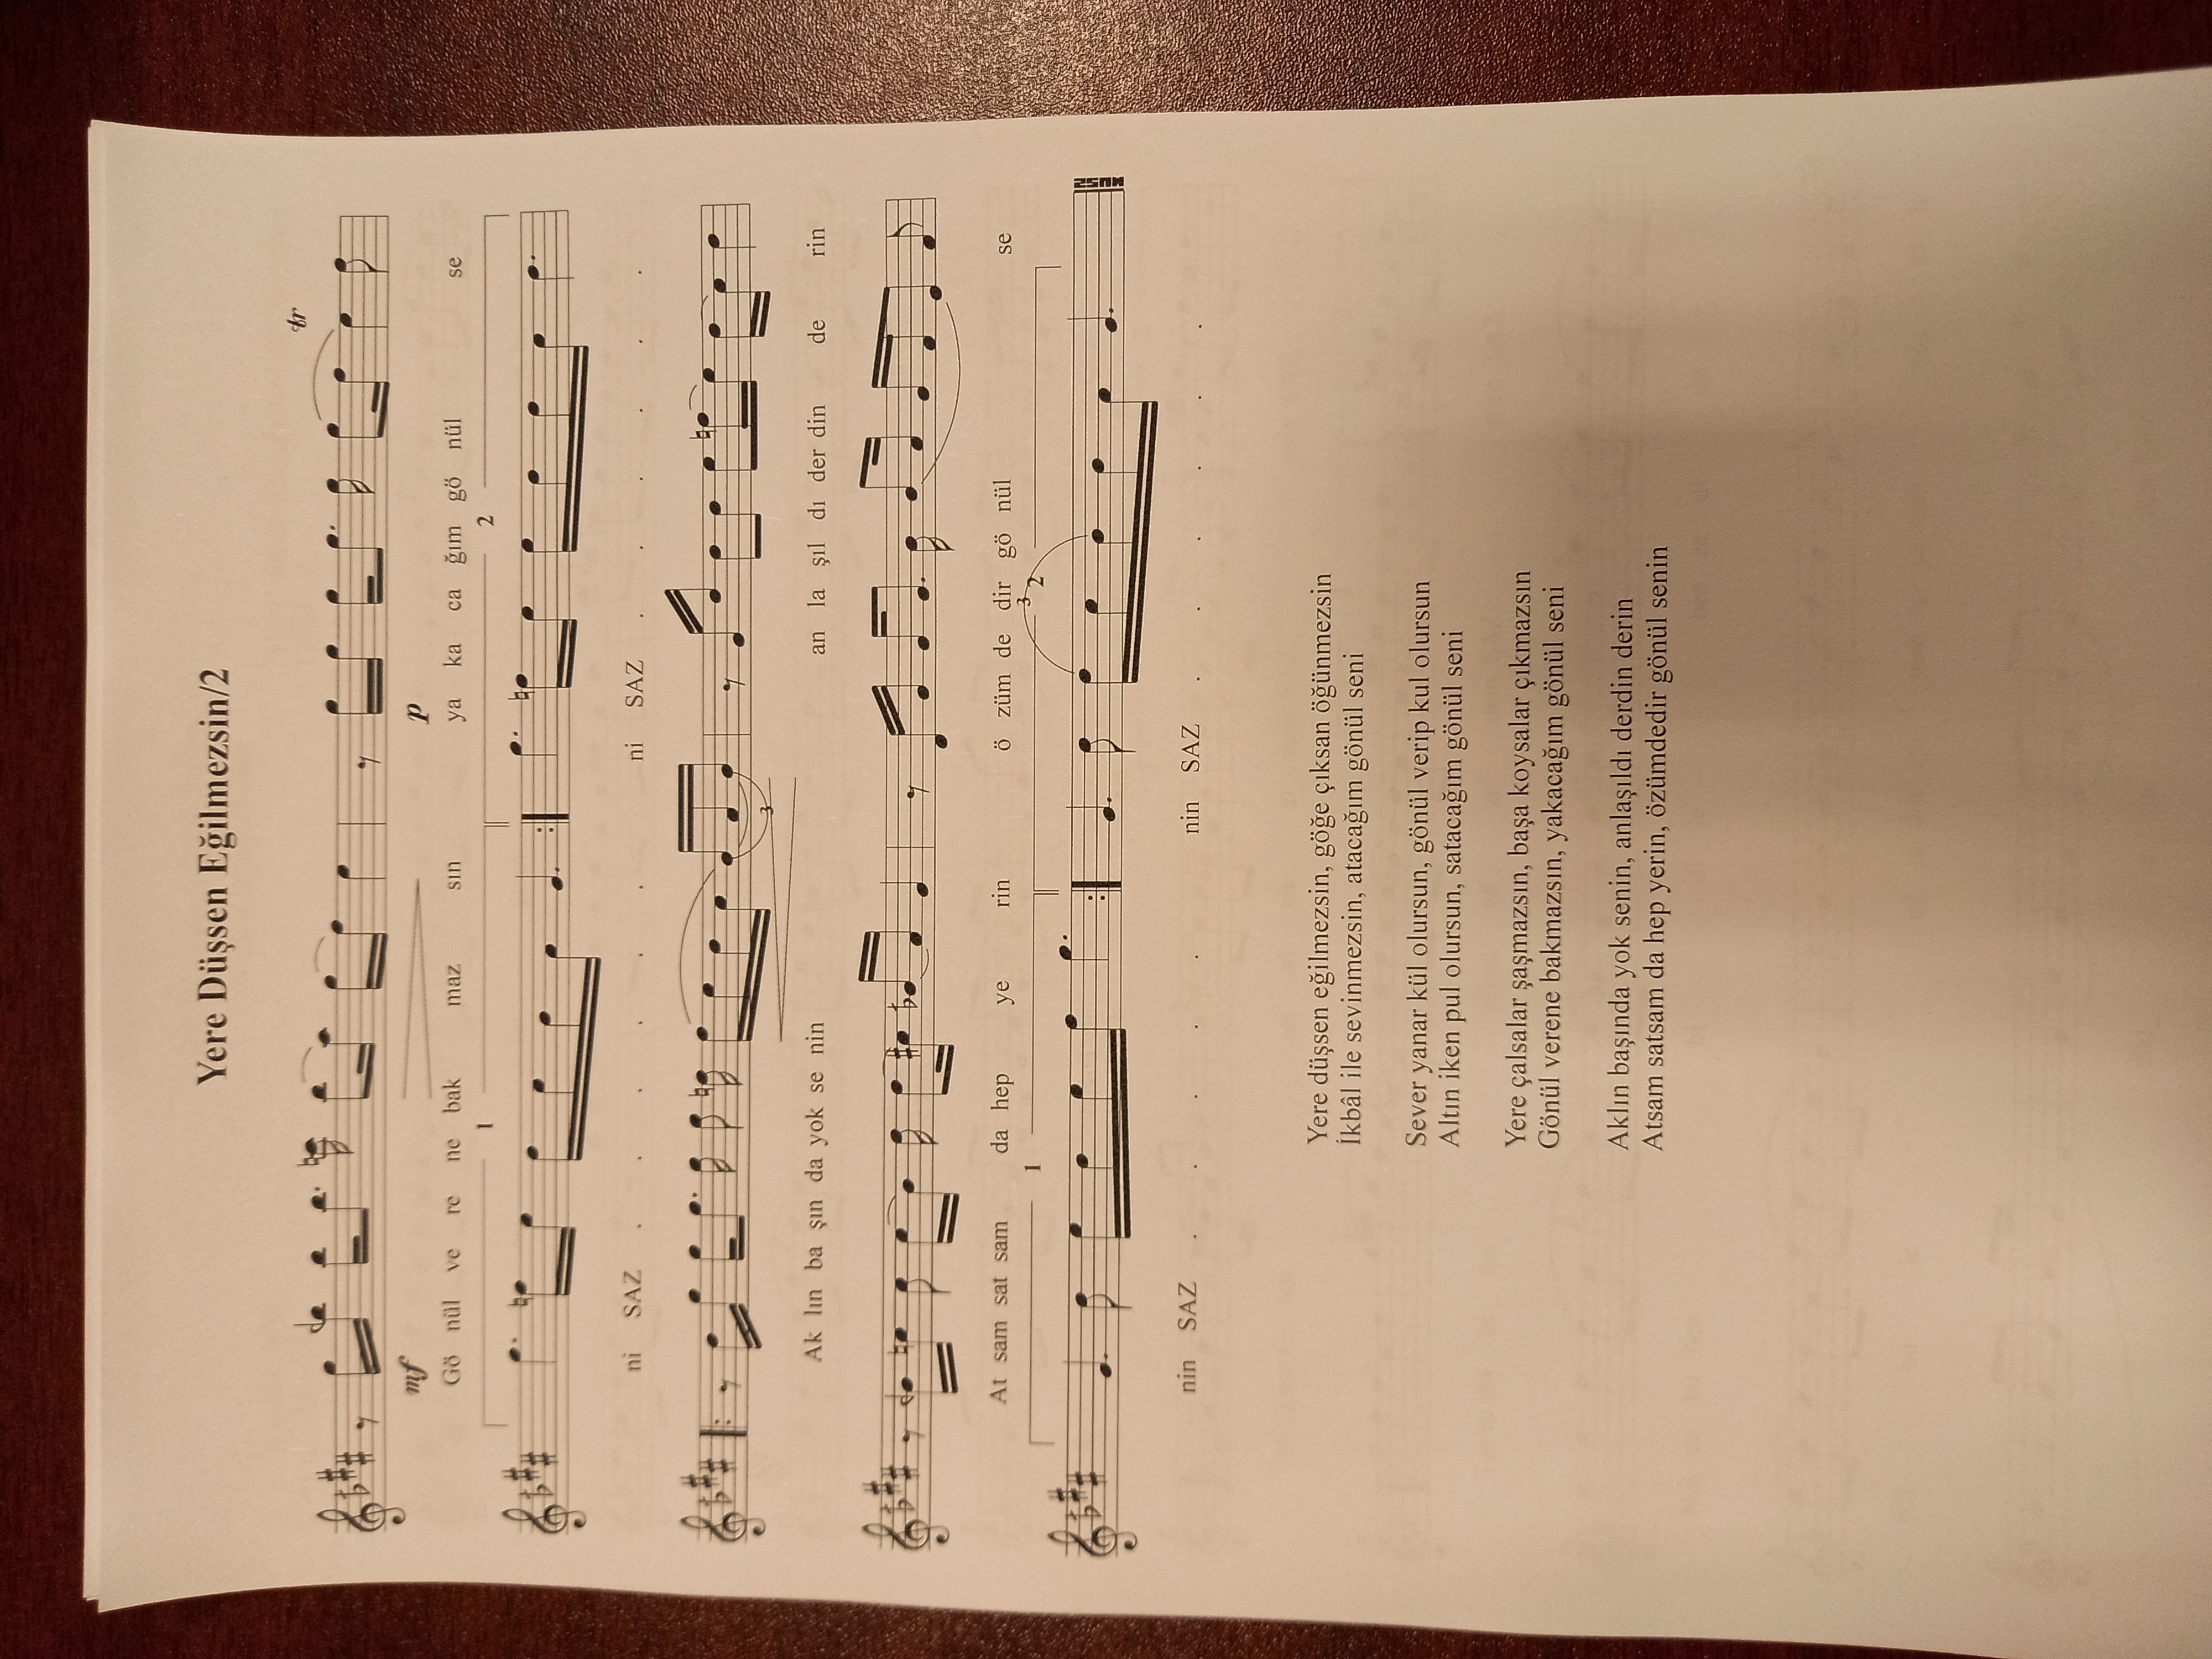 Yere Düşsen Eğilmezsin/2
tr
mf p
Gö nül ve re ne bak maz sın ya ka ca ğım gö nül se
1 2
ni SAZ . . . . . . ni SAZ . . . . . .
3
Ak lın ba şın da yok se nin an la şıl dı der din de rin
At sam sat sam da hep ye rin ö züm de dir gö nül se
1 3 2
nin SAZ . . . . . nin SAZ . . . . . .
Yere düşsen eğilmezsin, göğe çıksan öğünmezsin
İkbâl ile sevinmezsin, atacağım gönül seni
Sever yanar kül olursun, gönül verip kul olursun
Altın iken pul olursun, satacağım gönül seni
Yere çalsalar şaşmazsın, başa koysalar çıkmazsın
Gönül verene bakmazsın, yakacağım gönül seni
Aklın başında yok senin, anlaşıldı derdin derin
Atsam satsam da hep yerin, özümdedir gönül senin